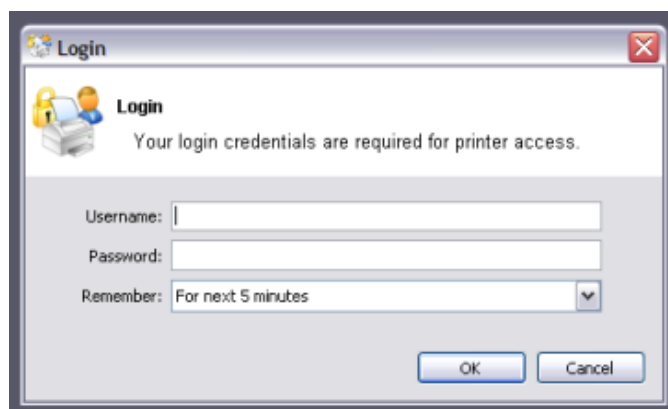 Login
Login
Your login credentials are required for printer access.
Username:
Password:
Remember: For next 5 minutes
OK Cancel